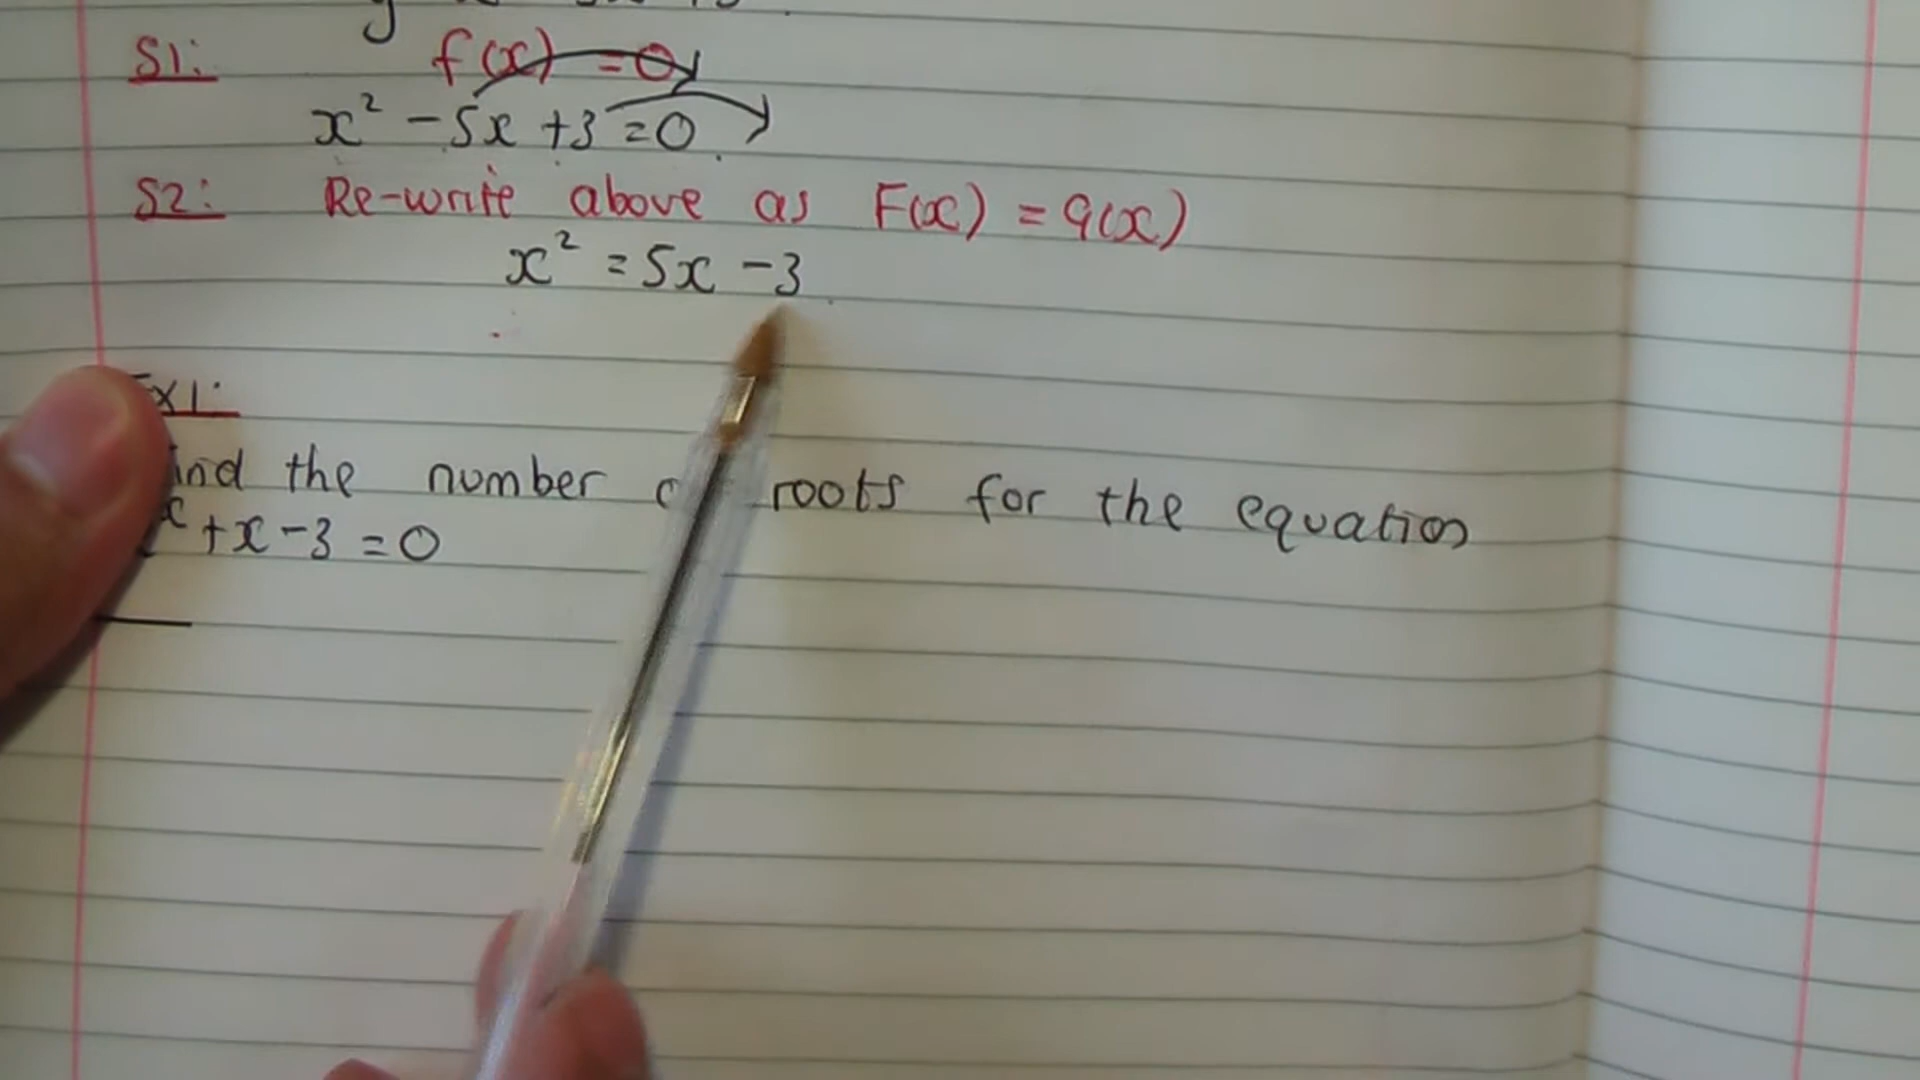 S1: f(x) = 0
x² - 5x + 3 = 0
S2: Re-write above as F(x) = g(x)
x² = 5x - 3
Ex1:
the number roots for the equation
+ x - 3 = 0